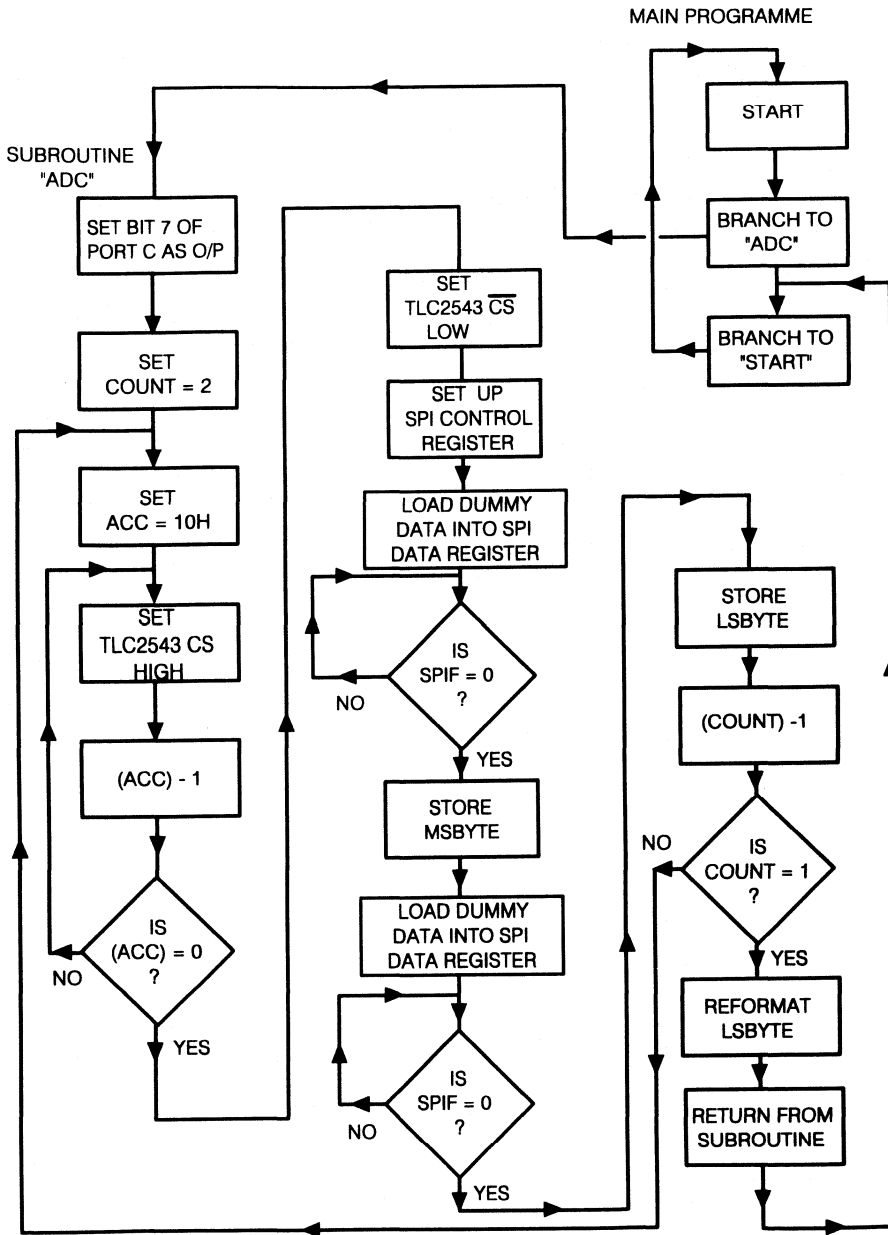 MAIN PROGRAMME
START
BRANCH TO
"ADC"
BRANCH TO
"START"
SUBROUTINE
"ADC"
SET BIT 7 OF
PORT C AS O/P
SET
COUNT = 2
SET
ACC = 10H
SET
TLC2543 CS
HIGH
(ACC) - 1
IS
(ACC) = 0
?
NO
YES
SET
TLC2543 C̅S̅
LOW
SET UP
SPI CONTROL
REGISTER
LOAD DUMMY
DATA INTO SPI
DATA REGISTER
IS
SPIF = 0
?
NO
YES
STORE
MSBYTE
LOAD DUMMY
DATA INTO SPI
DATA REGISTER
IS
SPIF = 0
?
NO
YES
STORE
LSBYTE
(COUNT) -1
IS
COUNT = 1
?
NO
YES
REFORMAT
LSBYTE
RETURN FROM
SUBROUTINE